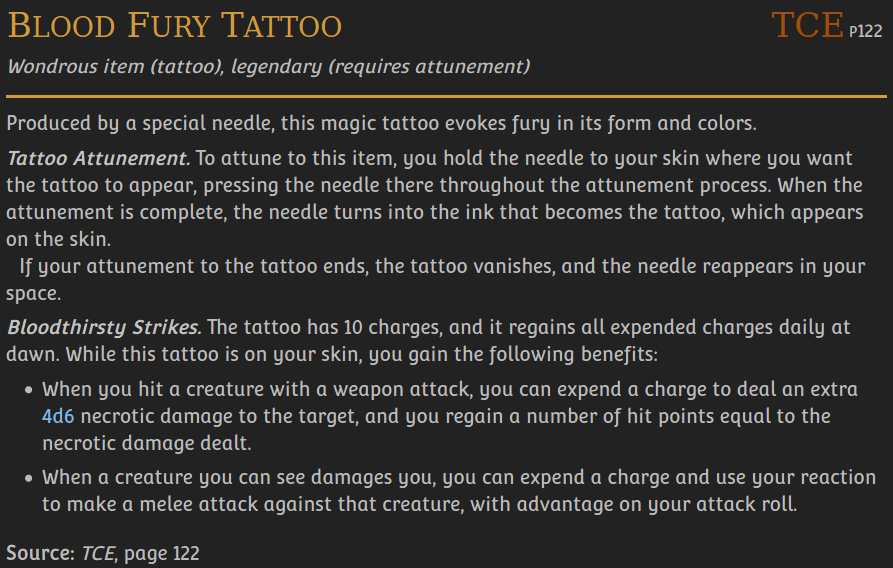 Blood Fury Tattoo TCE P122
Wondrous item (tattoo), legendary (requires attunement)
Produced by a special needle, this magic tattoo evokes fury in its form and colors.
Tattoo Attunement. To attune to this item, you hold the needle to your skin where you want
the tattoo to appear, pressing the needle there throughout the attunement process. When the
attunement is complete, the needle turns into the ink that becomes the tattoo, which appears
on the skin.
If your attunement to the tattoo ends, the tattoo vanishes, and the needle reappears in your
space.
Bloodthirsty Strikes. The tattoo has 10 charges, and it regains all expended charges daily at
dawn. While this tattoo is on your skin, you gain the following benefits:
• When you hit a creature with a weapon attack, you can expend a charge to deal an extra
4d6 necrotic damage to the target, and you regain a number of hit points equal to the
necrotic damage dealt.
• When a creature you can see damages you, you can expend a charge and use your reaction
to make a melee attack against that creature, with advantage on your attack roll.
Source: TCE, page 122